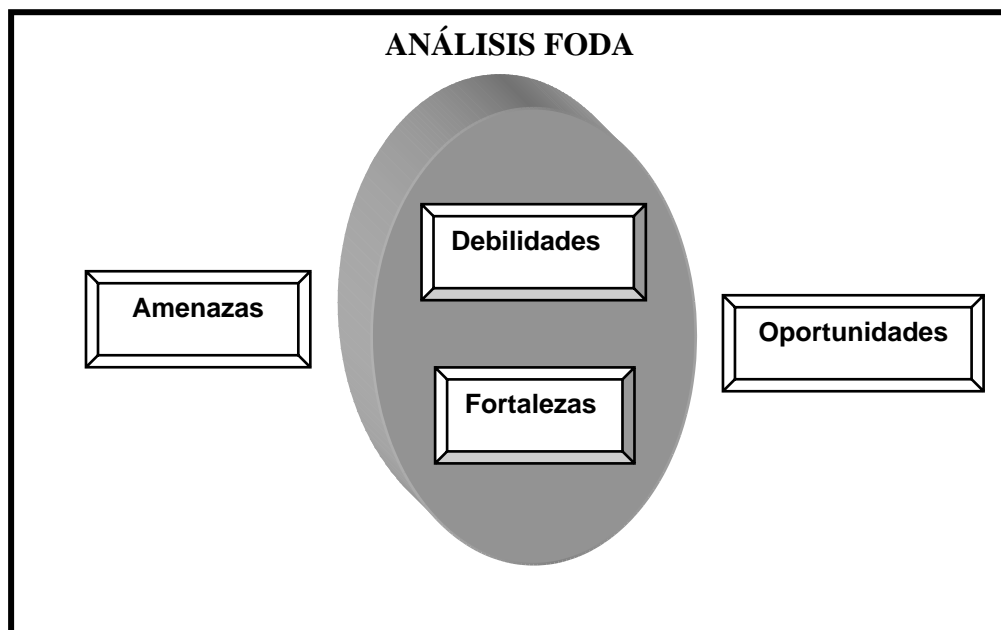 ANÁLISIS FODA
Debilidades
Amenazas
Oportunidades
Fortalezas